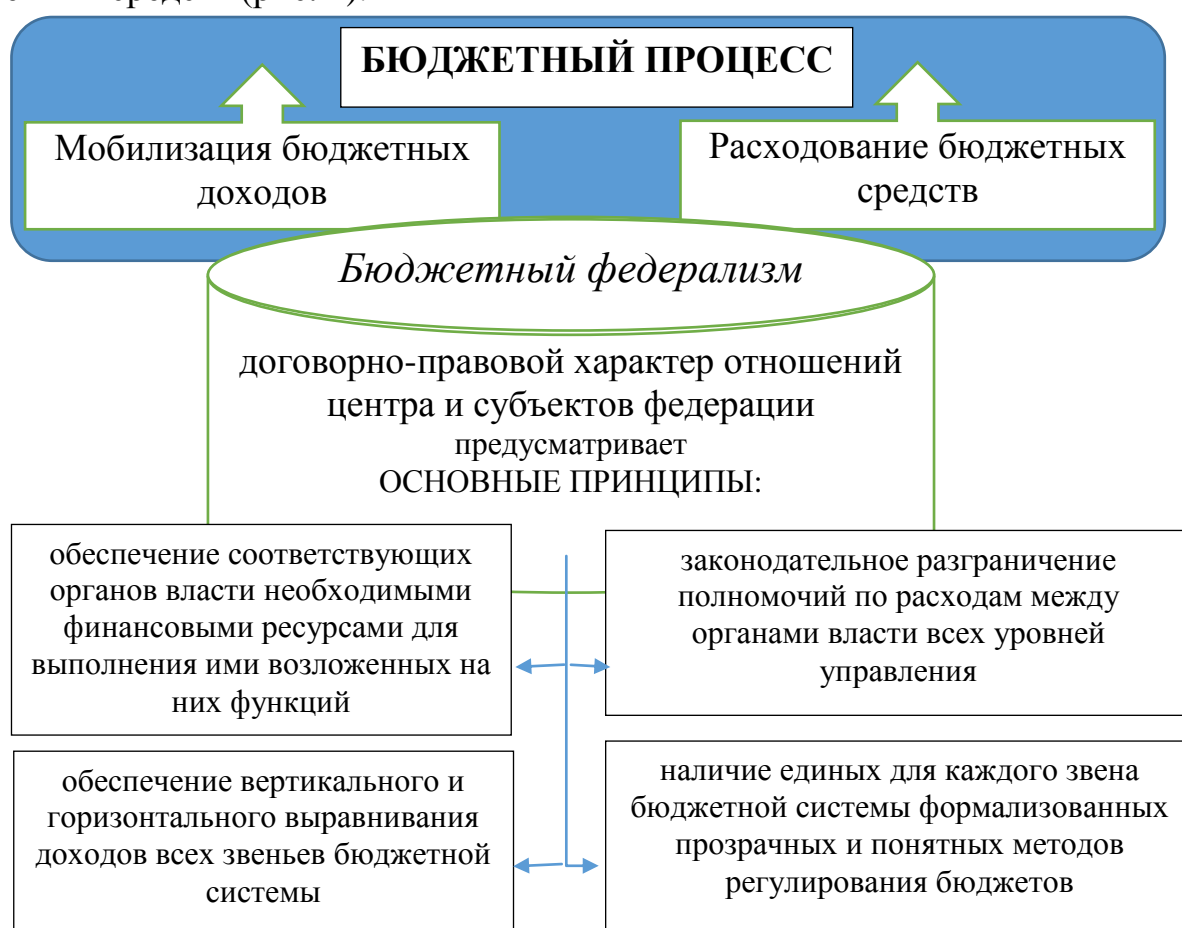 БЮДЖЕТНЫЙ ПРОЦЕСС
Мобилизация бюджетных
доходов
Расходование бюджетных
средств
Бюджетный федерализм
договорно-правовой характер отношений
центра и субъектов федерации
предусматривает
ОСНОВНЫЕ ПРИНЦИПЫ:
обеспечение соответствующих
органов власти необходимыми
финансовыми ресурсами для
выполнения ими возложенных на
них функций
законодательное разграничение
полномочий по расходам между
органами власти всех уровней
управления
обеспечение вертикального и
горизонтального выравнивания
доходов всех звеньев бюджетной
системы
наличие единых для каждого звена
бюджетной системы формализованных
прозрачных и понятных методов
регулирования бюджетов